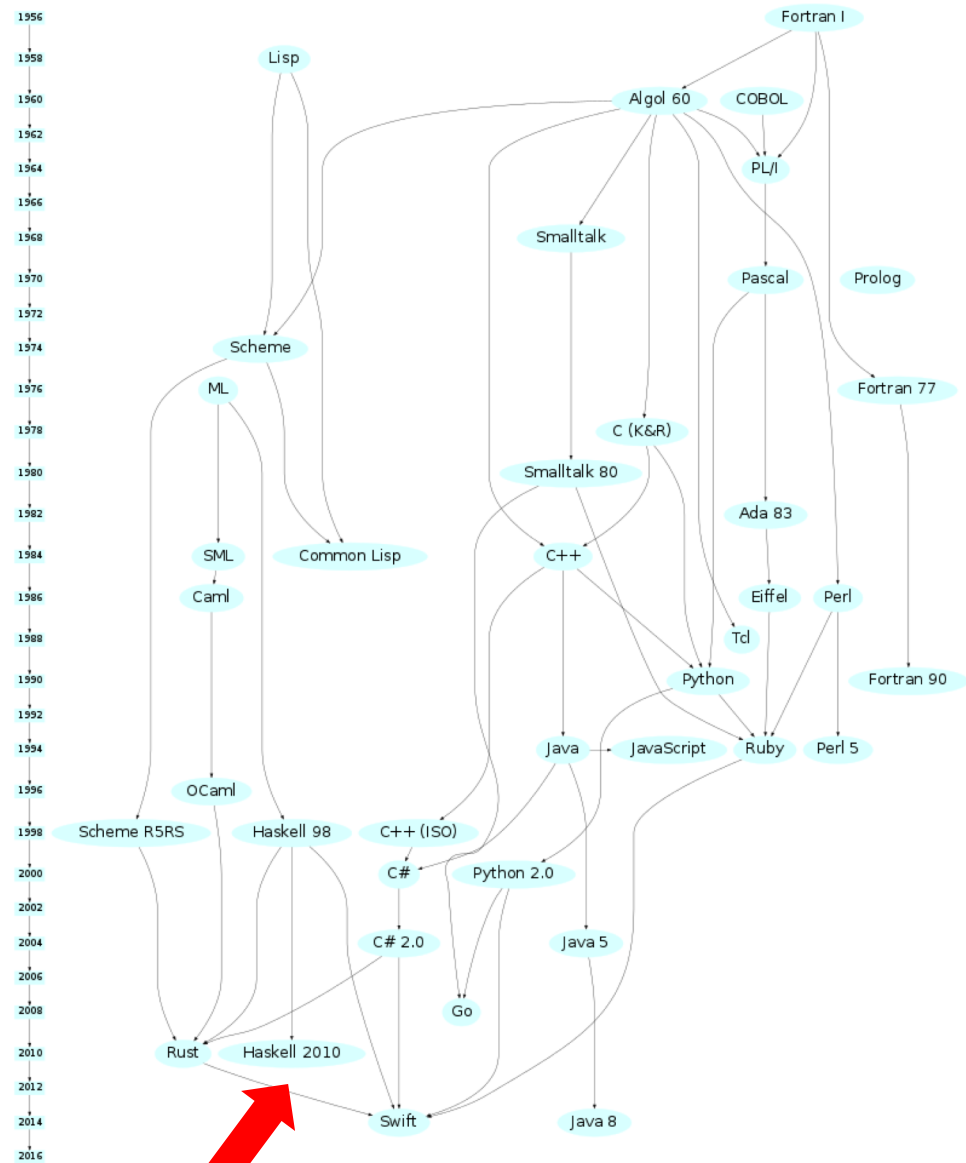 1956
Fortran I
1958
Lisp
1960
Algol 60
COBOL
1962
1964
PL/I
1966
1968
Smalltalk
1970
Pascal
Prolog
1972
1974
Scheme
1976
ML
Fortran 77
1978
C (K&R)
1980
Smalltalk 80
1982
Ada 83
1984
SML
Common Lisp
C++
1986
Caml
Eiffel
Perl
1988
Tcl
1990
Python
Fortran 90
1992
1994
Java
JavaScript
Ruby
Perl 5
1996
OCaml
1998
Scheme R5RS
Haskell 98
C++ (ISO)
2000
C#
Python 2.0
2002
2004
C# 2.0
Java 5
2006
2008
Go
2010
Rust
Haskell 2010
2012
2014
Swift
Java 8
2016